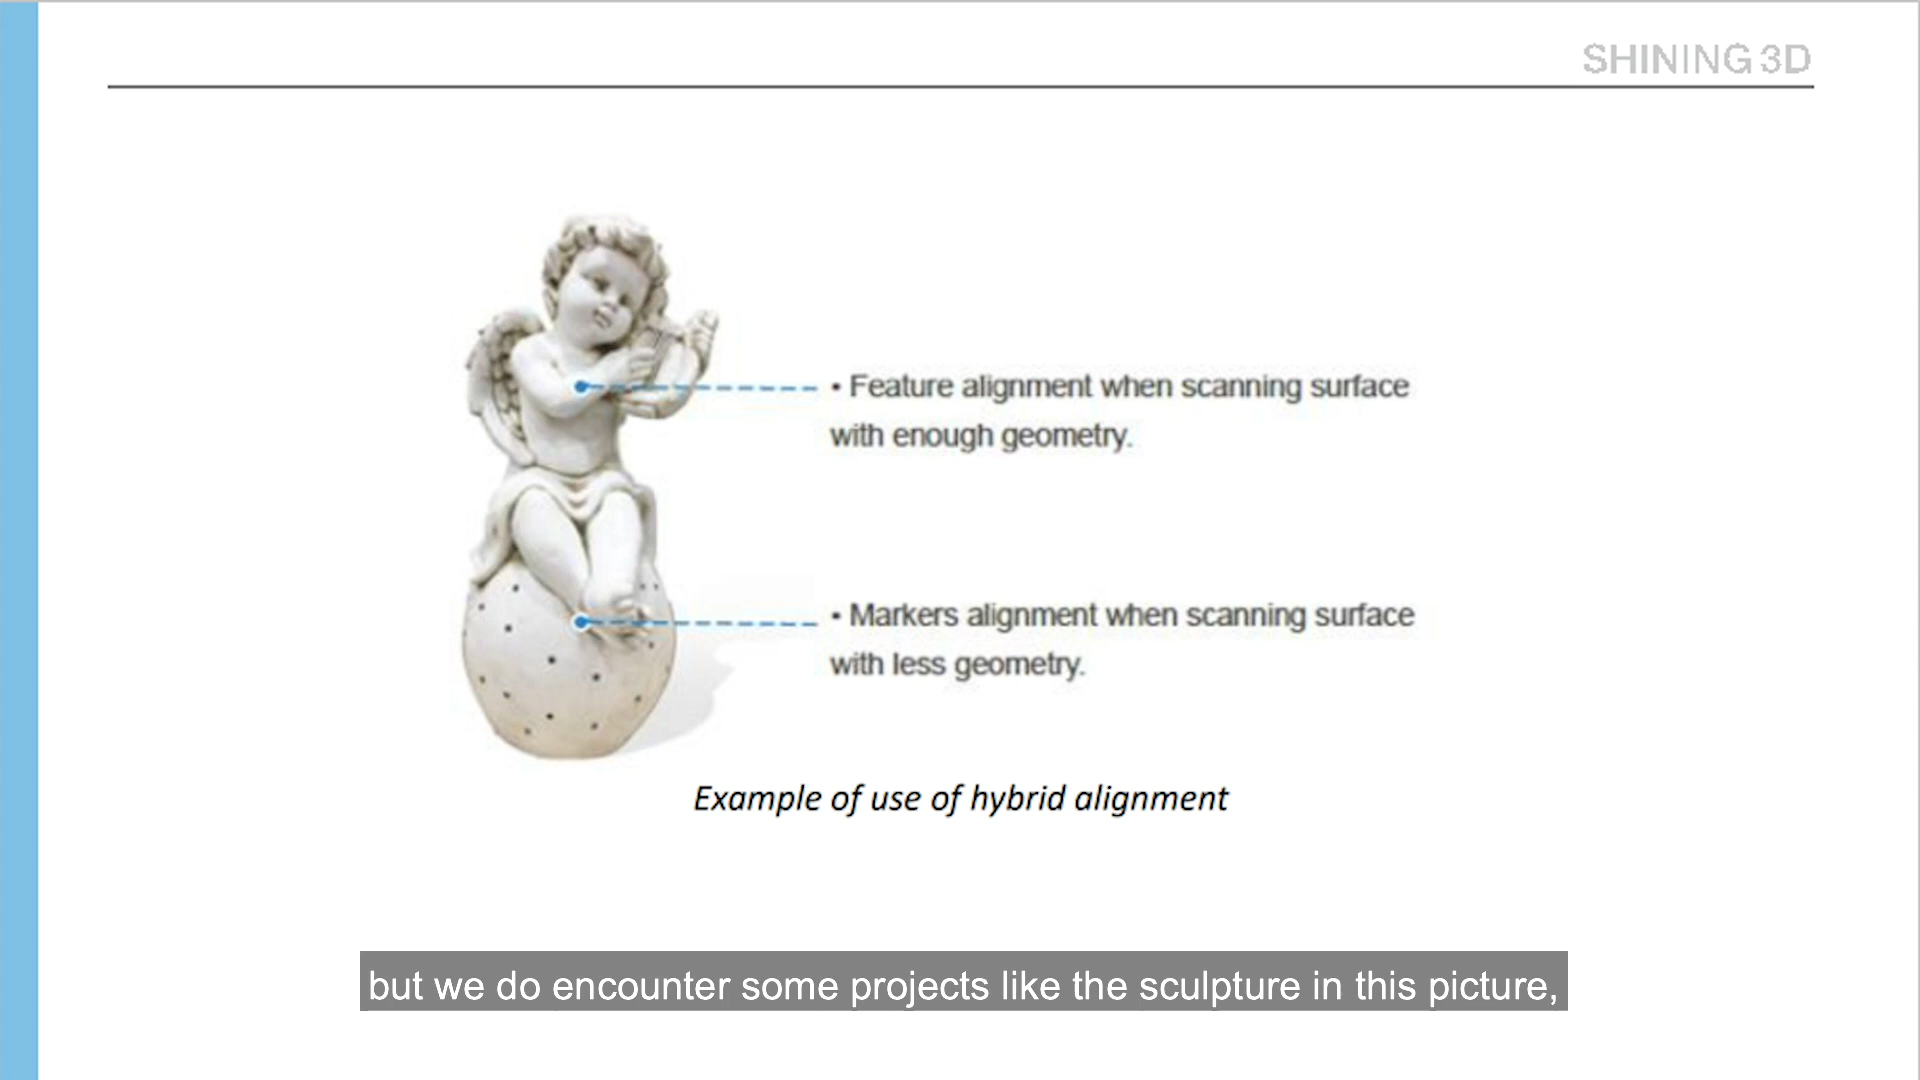 SHINING 3D
• Feature alignment when scanning surface
with enough geometry.
• Markers alignment when scanning surface
with less geometry.
Example of use of hybrid alignment
but we do encounter some projects like the sculpture in this picture,